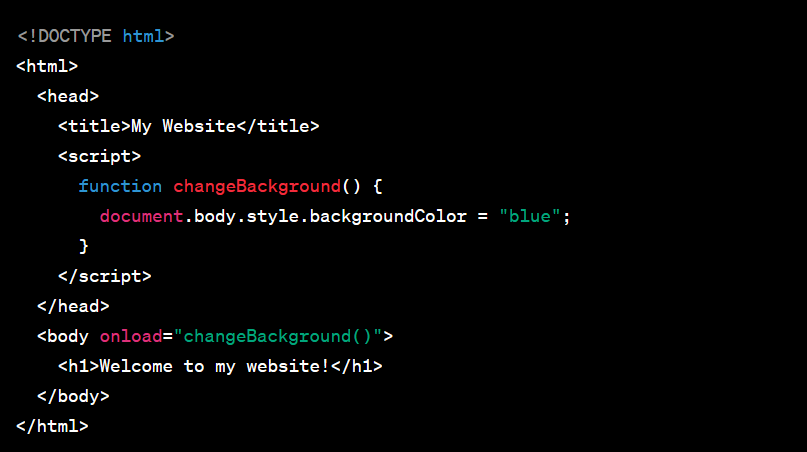 <!DOCTYPE html>
<html>
  <head>
    <title>My Website</title>
    <script>
      function changeBackground() {
        document.body.style.backgroundColor = "blue";
      }
    </script>
  </head>
  <body onload="changeBackground()">
    <h1>Welcome to my website!</h1>
  </body>
</html>